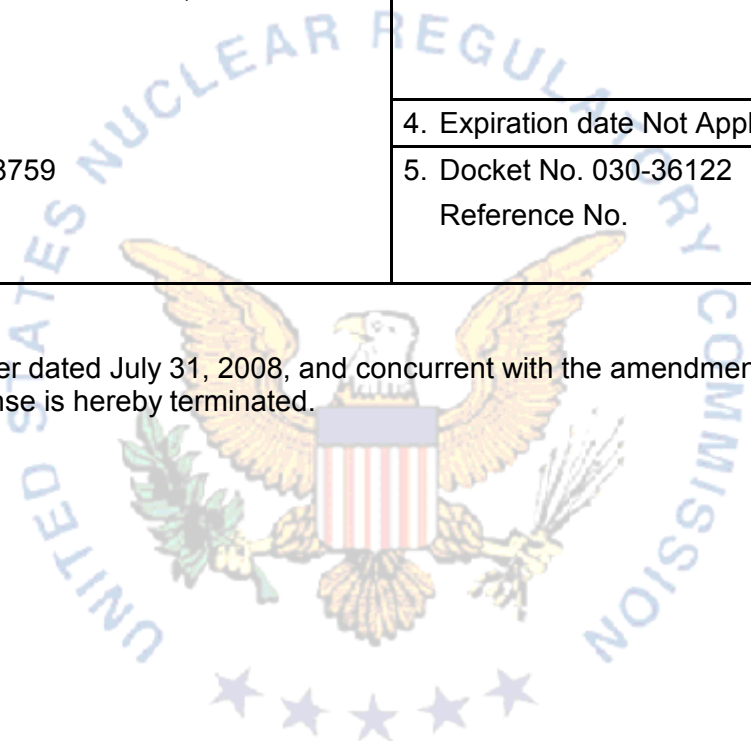 UNITED STATES NUCLEAR REGULATORY COMMISSION
4. Expiration date Not Appl
3759
5. Docket No. 030-36122
Reference No.
er dated July 31, 2008, and concurrent with the amendmen
nse is hereby terminated.